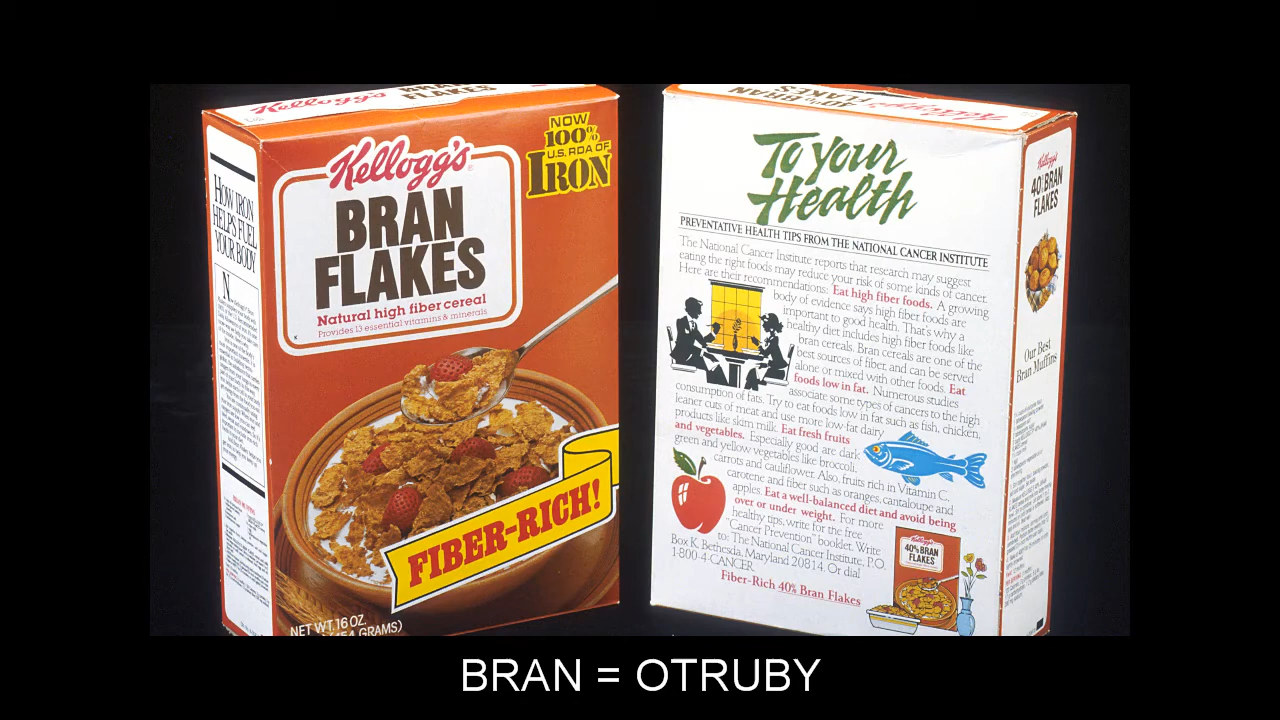 Kellogg's
BRAN
FLAKES
Natural high fiber cereal
Provides 13 essential vitamins & minerals
NOW
100%
U.S. RDA OF
IRON
FIBER-RICH!
NET WT. 16 OZ.
GRAMS)
Kellogg's
FLAKES
HOW IRON
HELPS FUEL
YOUR BODY
To your
Health
PREVENTATIVE HEALTH TIPS FROM THE NATIONAL CANCER INSTITUTE
The National Cancer Institute reports that research may suggest
eating the right foods may reduce your risk of some kinds of cancer.
Here are their recommendations: Eat high fiber foods. A growing
body of evidence says high fiber foods are
important to good health. That's why a
healthy diet includes high fiber foods like
bran cereals. Bran cereals are one of the
best sources of fiber, and can be served
alone or mixed with other foods. Eat
foods low in fat. Numerous studies
associate some types of cancers to the high
consumption of fats. Try to eat foods low in fat such as fish, chicken,
leaner cuts of meat and use more low-fat dairy
products like skim milk. Eat fresh fruits
and vegetables. Especially good are dark
green and yellow vegetables like broccoli,
carrots and cauliflower. Also, fruits rich in Vitamin C,
carotene and fiber such as oranges, cantaloupe and
apples. Eat a well-balanced diet and avoid being
over or under weight. For more
healthy tips, write for the free
"Cancer Prevention" booklet. Write
to: The National Cancer Institute, P.O.
Box K, Bethesda, Maryland 20814. Or dial
1-800-4-CANCER.
Fiber-Rich 40% Bran Flakes
Kellogg's
40% BRAN
FLAKES
Kellogg's
40% BRAN
FLAKES
Our Best
Bran Muffins
BRAN = OTRUBY